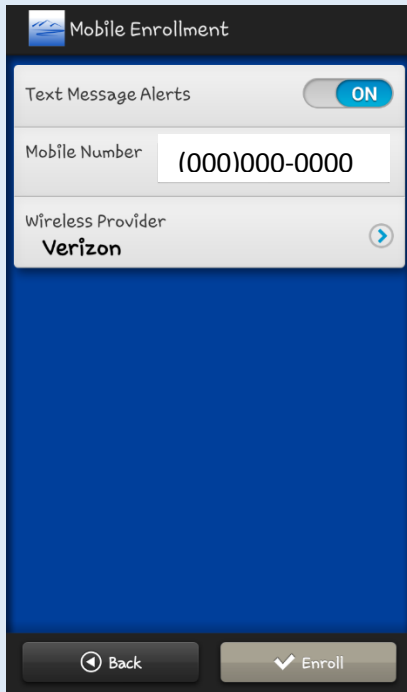 Mobile Enrollment
Text Message Alerts ON
Mobile Number (000)000-0000
Wireless Provider
Verizon
Back Enroll